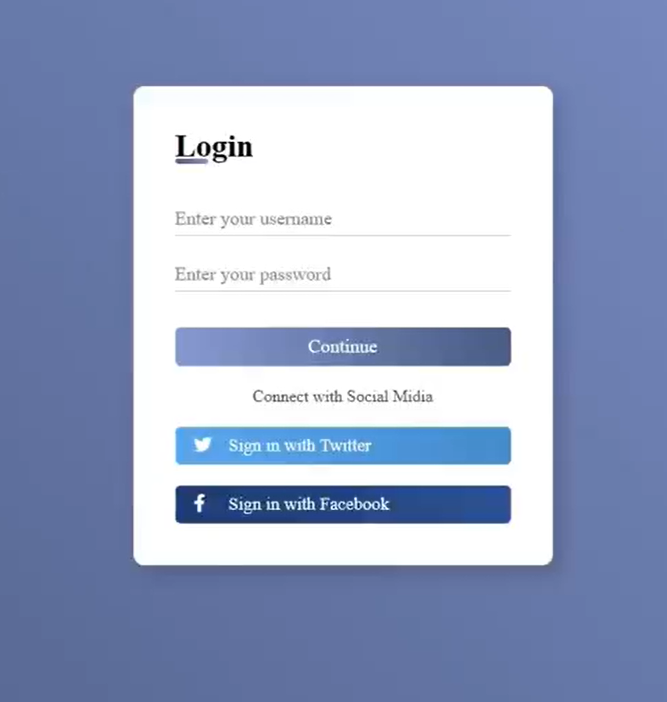 Login
Enter your username
Enter your password
Continue
Connect with Social Midia
Sign in with Twitter
Sign in with Facebook